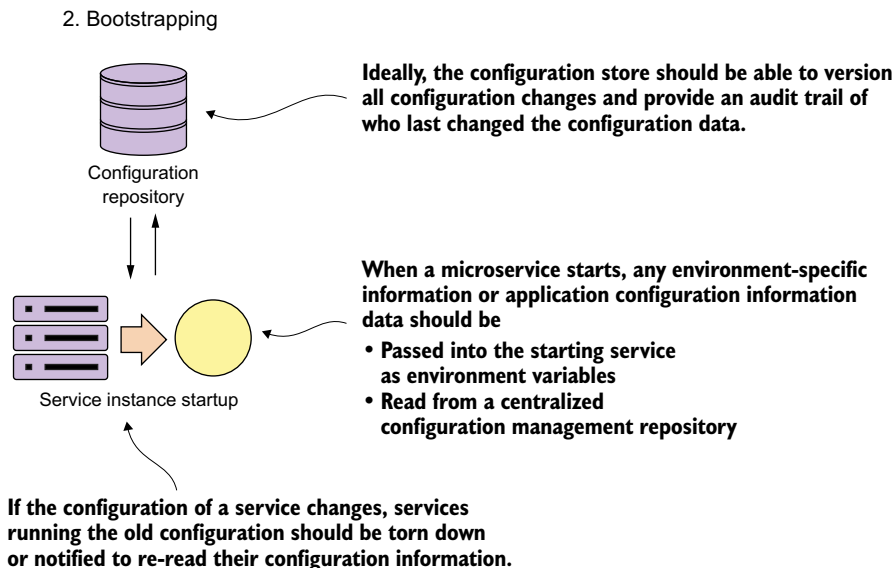 2. Bootstrapping
Ideally, the configuration store should be able to version
all configuration changes and provide an audit trail of
who last changed the configuration data.
Configuration
repository
When a microservice starts, any environment-specific
information or application configuration information
data should be
• Passed into the starting service
as environment variables
• Read from a centralized
configuration management repository
Service instance startup
If the configuration of a service changes, services
running the old configuration should be torn down
or notified to re-read their configuration information.